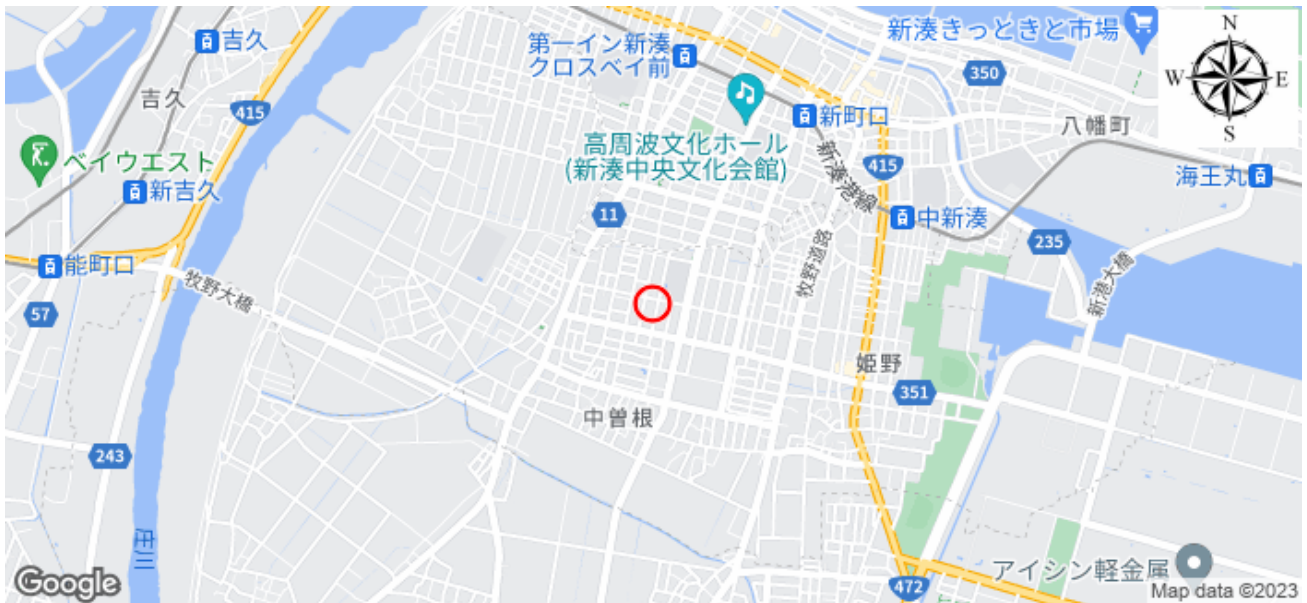 吉久
第一イン新湊
クロスベイ前
新湊きっときと市場
N
W
E
S
350
吉久
415
新町口
八幡町
高周波文化ホール
(新湊中央文化会館)
ベイウエスト
新吉久
新湊港線
415
海王丸
11
中新湊
235
牧野道路
能町口
牧野大橋
新港大橋
57
姫野
351
中曽根
243
庄川
アイシン軽金属
472
Google
Map data ©2023